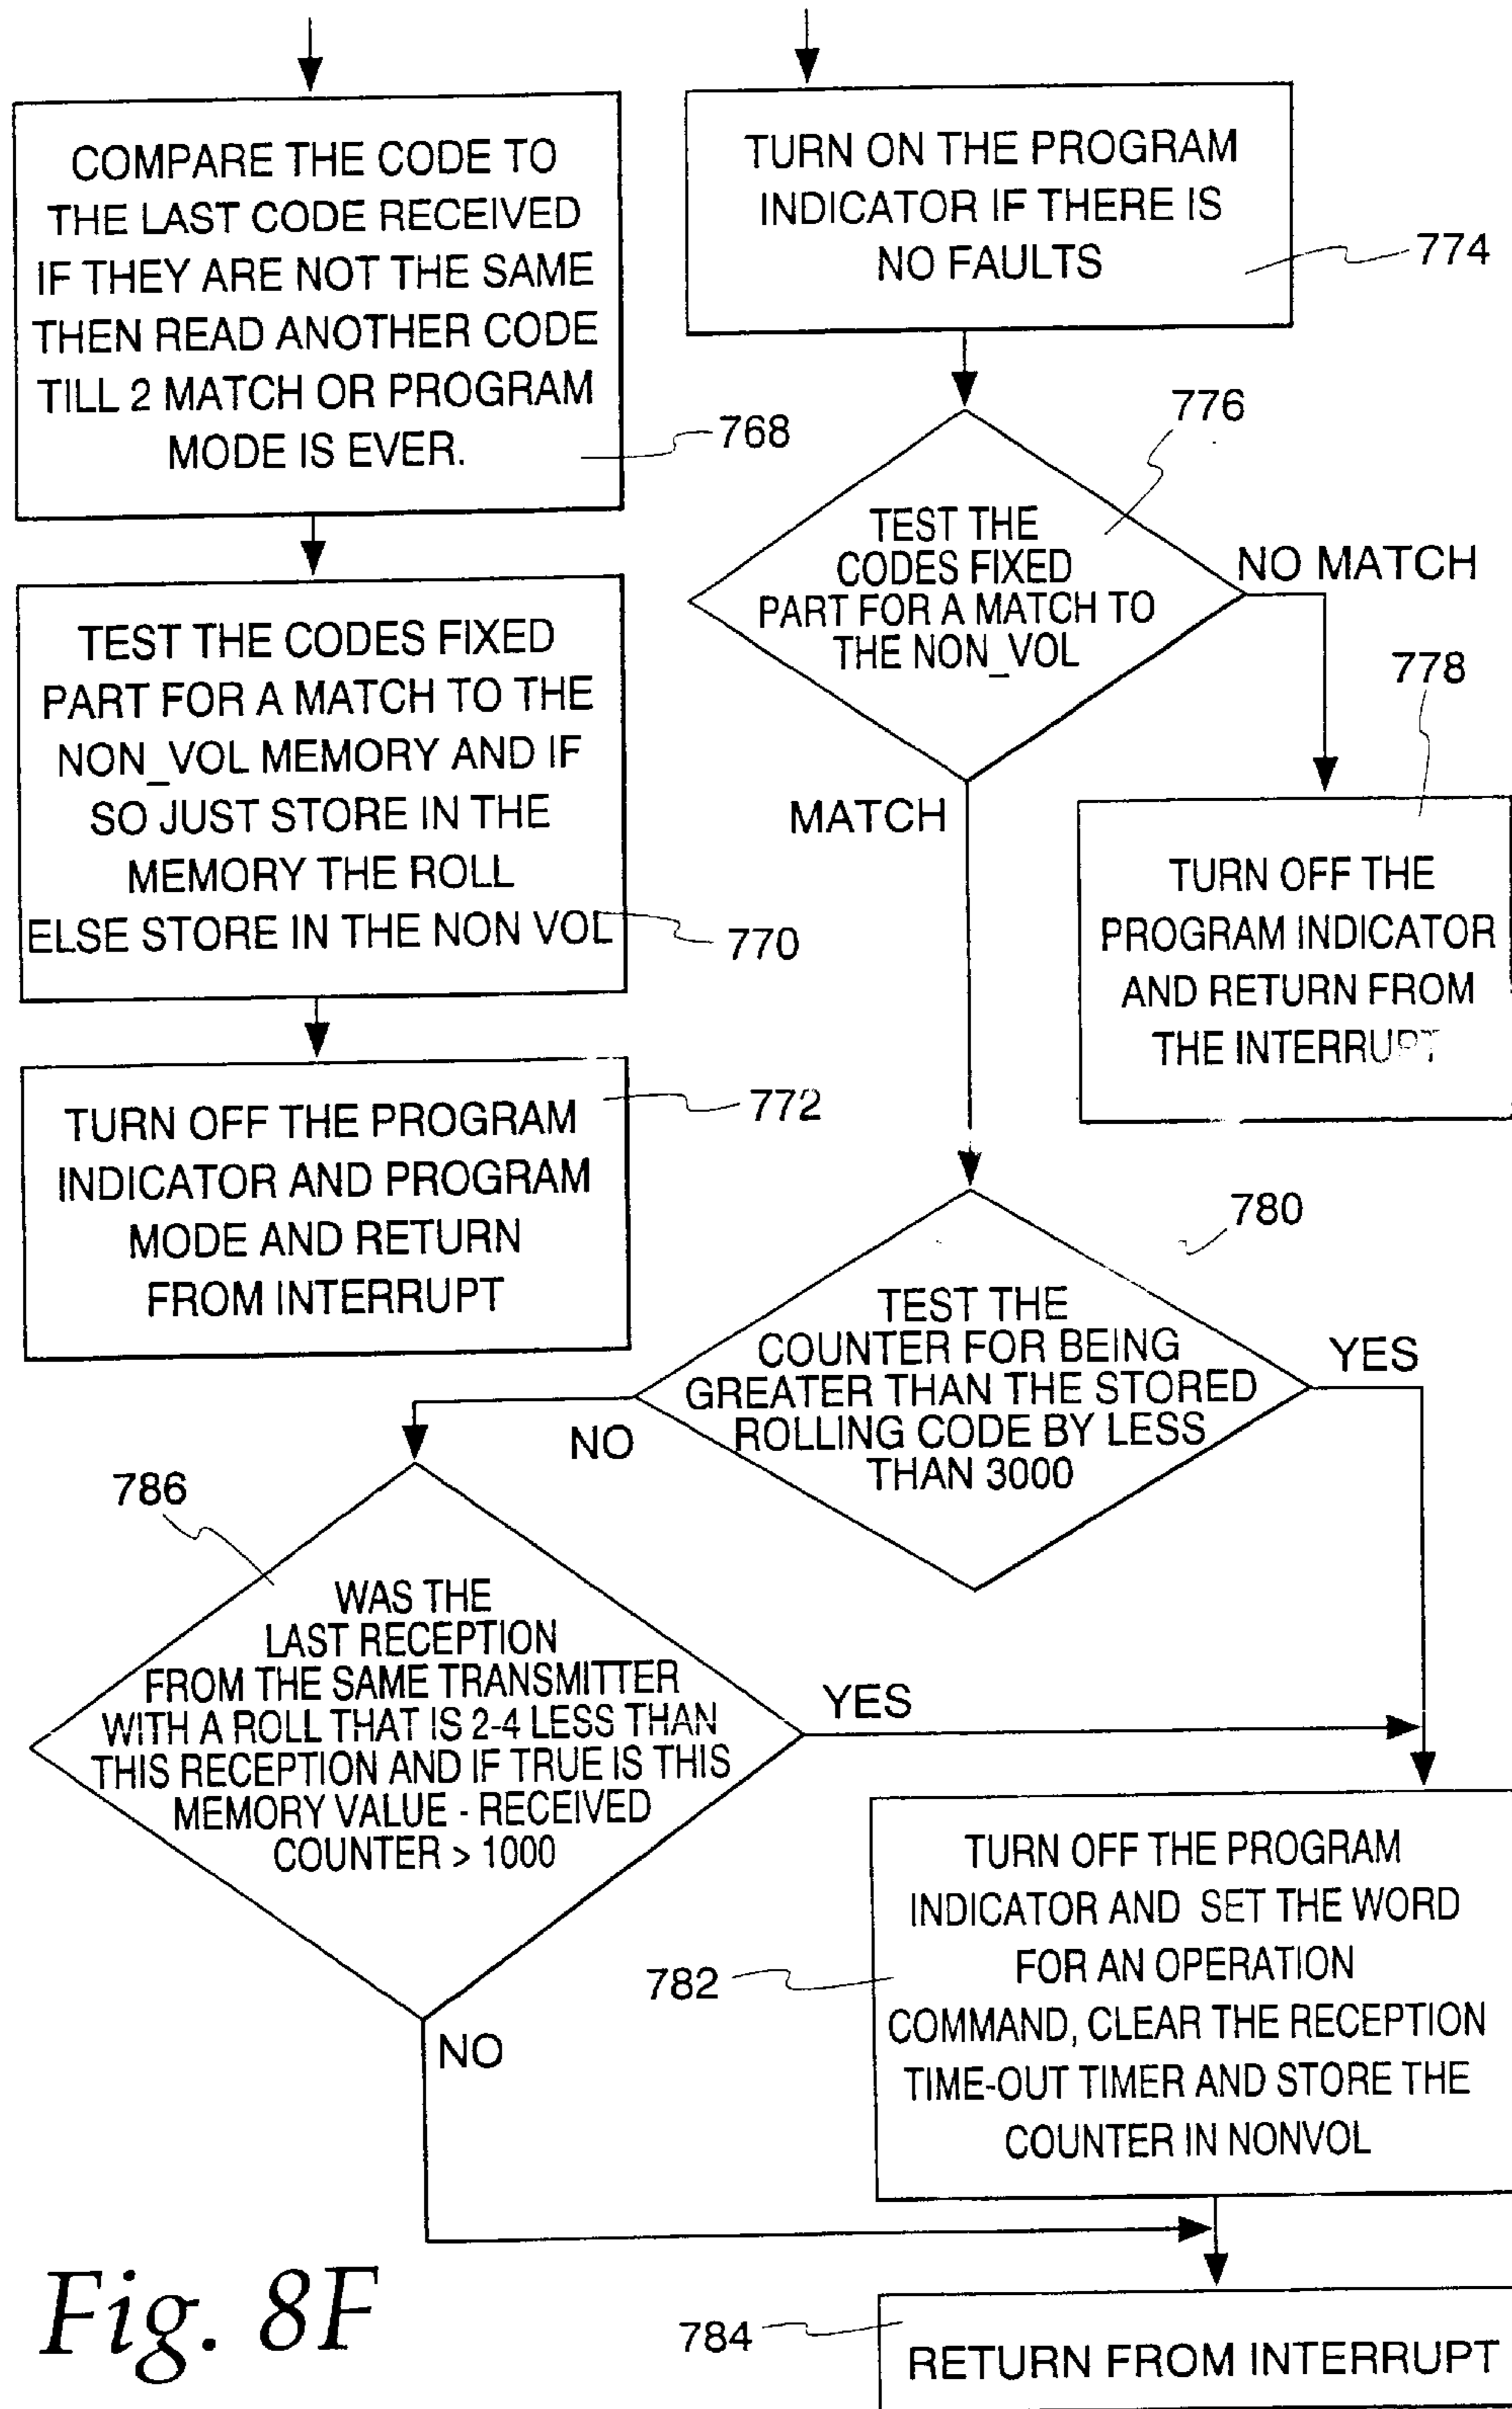 COMPARE THE CODE TO
THE LAST CODE RECEIVED
IF THEY ARE NOT THE SAME
THEN READ ANOTHER CODE
TILL 2 MATCH OR PROGRAM
MODE IS EVER.
768
TEST THE CODES FIXED
PART FOR A MATCH TO THE
NON_VOL MEMORY AND IF
SO JUST STORE IN THE
MEMORY THE ROLL
ELSE STORE IN THE NON VOL
770
TURN OFF THE PROGRAM
INDICATOR AND PROGRAM
MODE AND RETURN
FROM INTERRUPT
772
TURN ON THE PROGRAM
INDICATOR IF THERE IS
NO FAULTS
774
776
TEST THE
CODES FIXED
PART FOR A MATCH TO
THE NON_VOL
NO MATCH
MATCH
778
TURN OFF THE
PROGRAM INDICATOR
AND RETURN FROM
THE INTERRUPT
780
TEST THE
COUNTER FOR BEING
GREATER THAN THE STORED
ROLLING CODE BY LESS
THAN 3000
YES
NO
786
WAS THE
LAST RECEPTION
FROM THE SAME TRANSMITTER
WITH A ROLL THAT IS 2-4 LESS THAN
THIS RECEPTION AND IF TRUE IS THIS
MEMORY VALUE - RECEIVED
COUNTER > 1000
YES
NO
TURN OFF THE PROGRAM
INDICATOR AND SET THE WORD
FOR AN OPERATION
COMMAND, CLEAR THE RECEPTION
TIME-OUT TIMER AND STORE THE
COUNTER IN NONVOL
782
784
RETURN FROM INTERRUPT
Fig. 8F